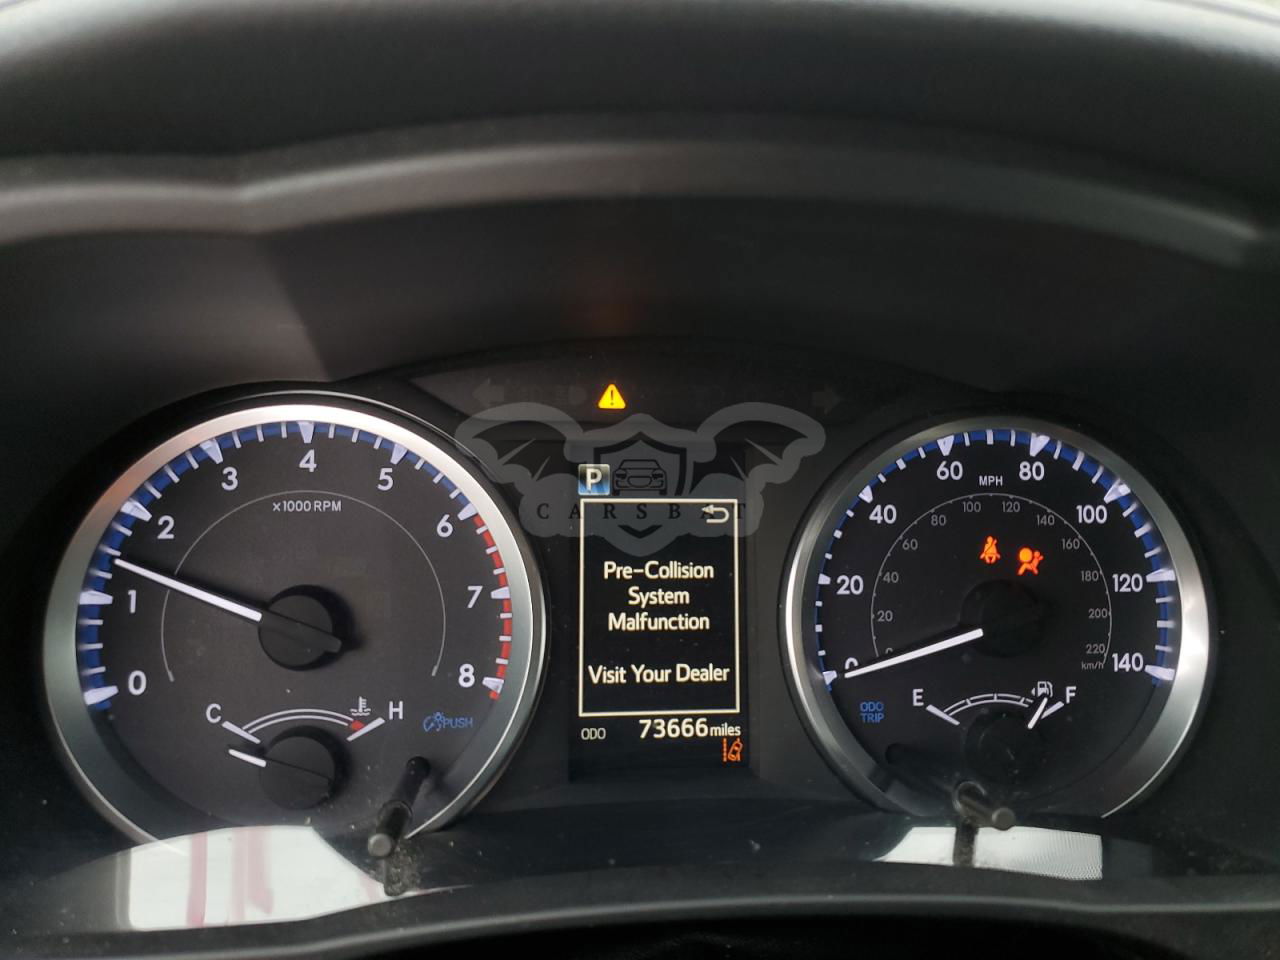 P
CARSBAT
Pre-Collision
System
Malfunction
Visit Your Dealer
ODO 73666 miles
0 1 2 3 4 5 6 7 8
x1000 RPM
C H
PUSH
MPH
0 20 40 60 80 100 120 140
0 20 40 60 80 100 120 140 160 180 200 220
km/h
ODO
TRIP
E F